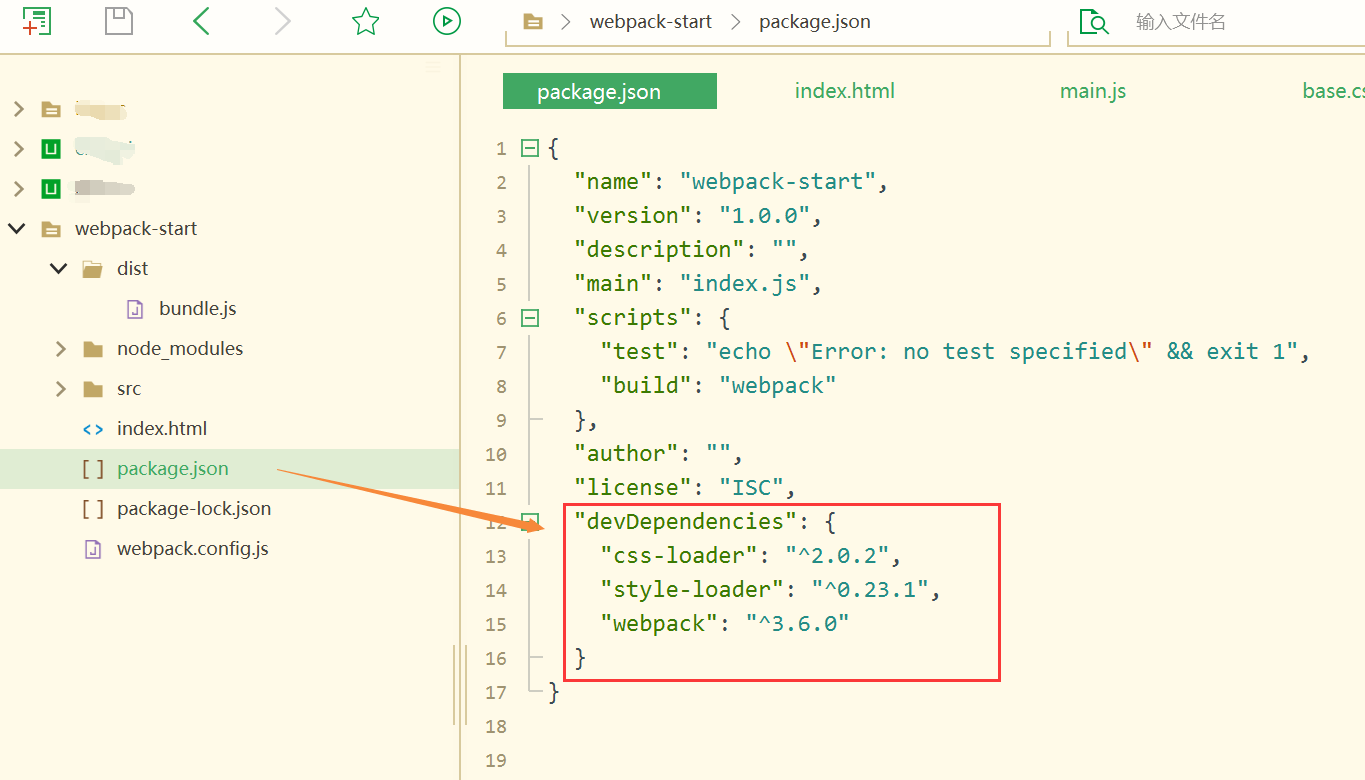 webpack-start
package.json
输入文件名
webpack-start
dist
bundle.js
node_modules
src
index.html
package.json
package-lock.json
webpack.config.js
package.json
index.html
main.js
base.cs
1 {
2 "name": "webpack-start",
3 "version": "1.0.0",
4 "description": "",
5 "main": "index.js",
6 "scripts": {
7 "test": "echo \"Error: no test specified\" && exit 1",
8 "build": "webpack"
9 },
10 "author": "",
11 "license": "ISC",
12 "devDependencies": {
13 "css-loader": "^2.0.2",
14 "style-loader": "^0.23.1",
15 "webpack": "^3.6.0"
16 }
17 }
18
19